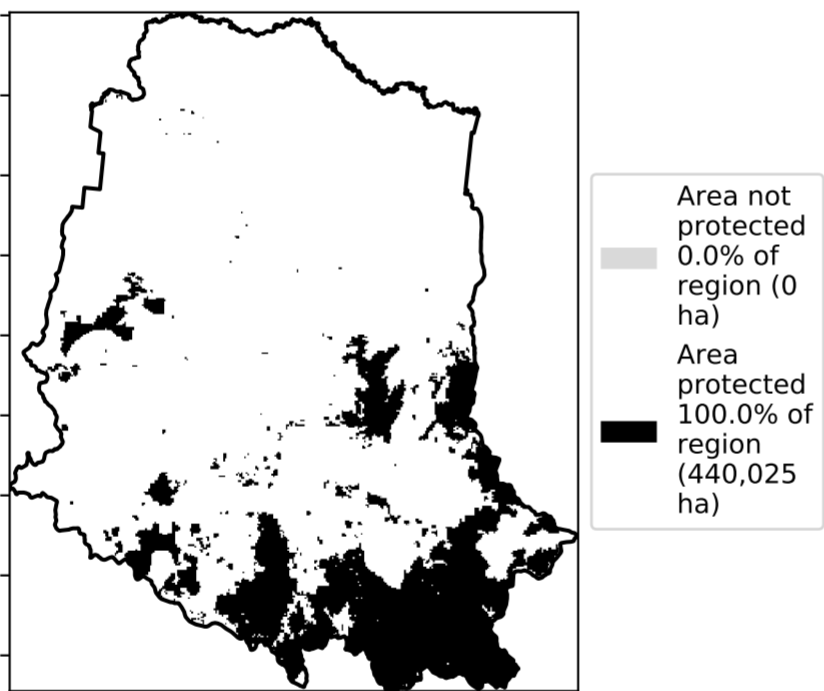 Area not
protected
0.0% of
region (0
ha)
Area
protected
100.0% of
region
(440,025
ha)